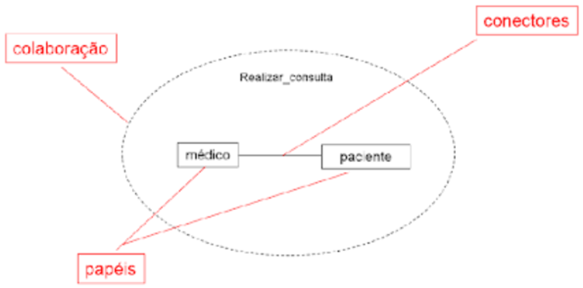 conectores
colaboração
Realizar_consulta
médico
paciente
papéis